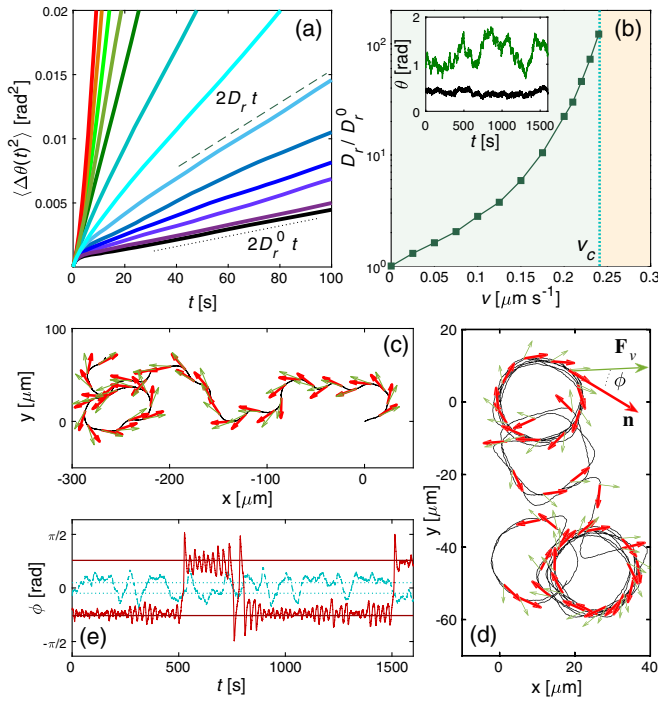 (a)
⟨Δθ(t)²⟩ [rad²]
0.02
0.015
0.01
0.005
0
2D_r t
2D_r^0 t
0 20 40 60 80 100
t [s]
(b)
D_r / D_r^0
10²
10¹
10⁰
θ [rad]
2
1
0
0 500 1000 1500
t [s]
v_c
0 0.05 0.1 0.15 0.2 0.25 0.3
v [μm s⁻¹]
(c)
y [μm]
100
0
-300 -200 -100 0
x [μm]
(d)
F_v
ϕ
n
y [μm]
20
0
-20
-40
-60
0 20 40
x [μm]
(e)
ϕ [rad]
π/2
0
-π/2
0 500 1000 1500
t [s]